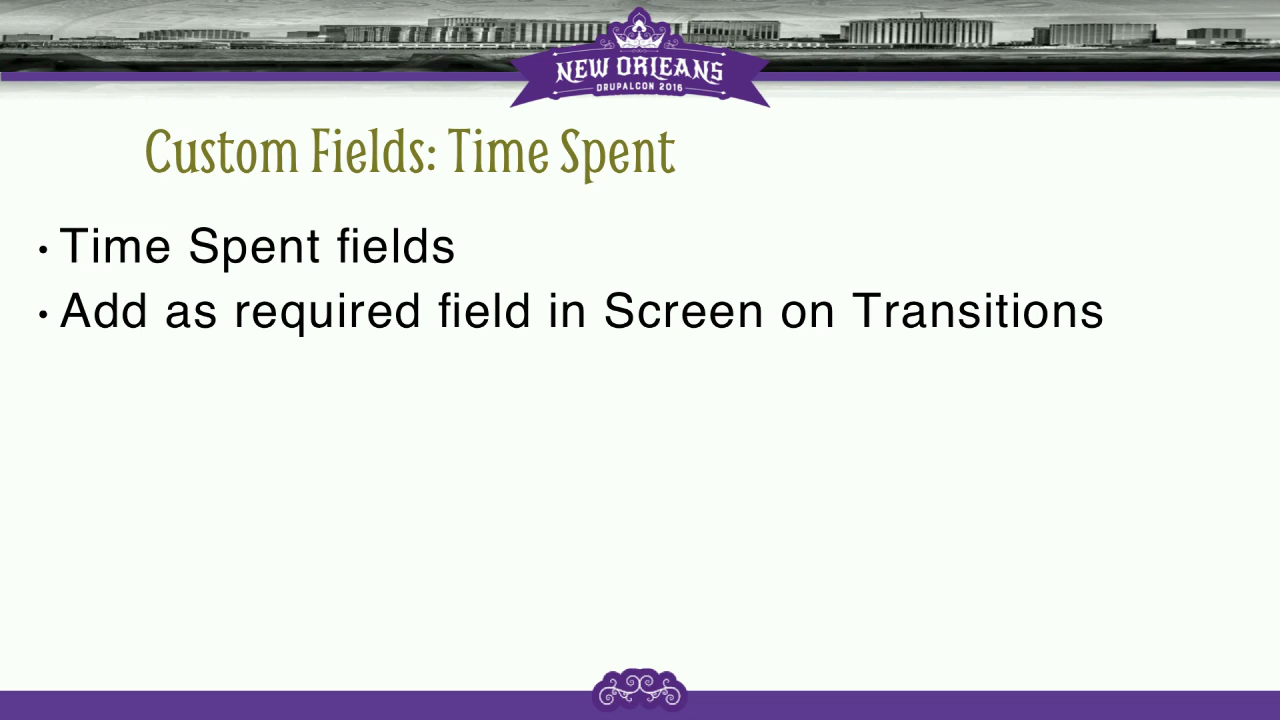 NEW ORLEANS
DRUPALCON 2016
Custom Fields: Time Spent
• Time Spent fields
• Add as required field in Screen on Transitions